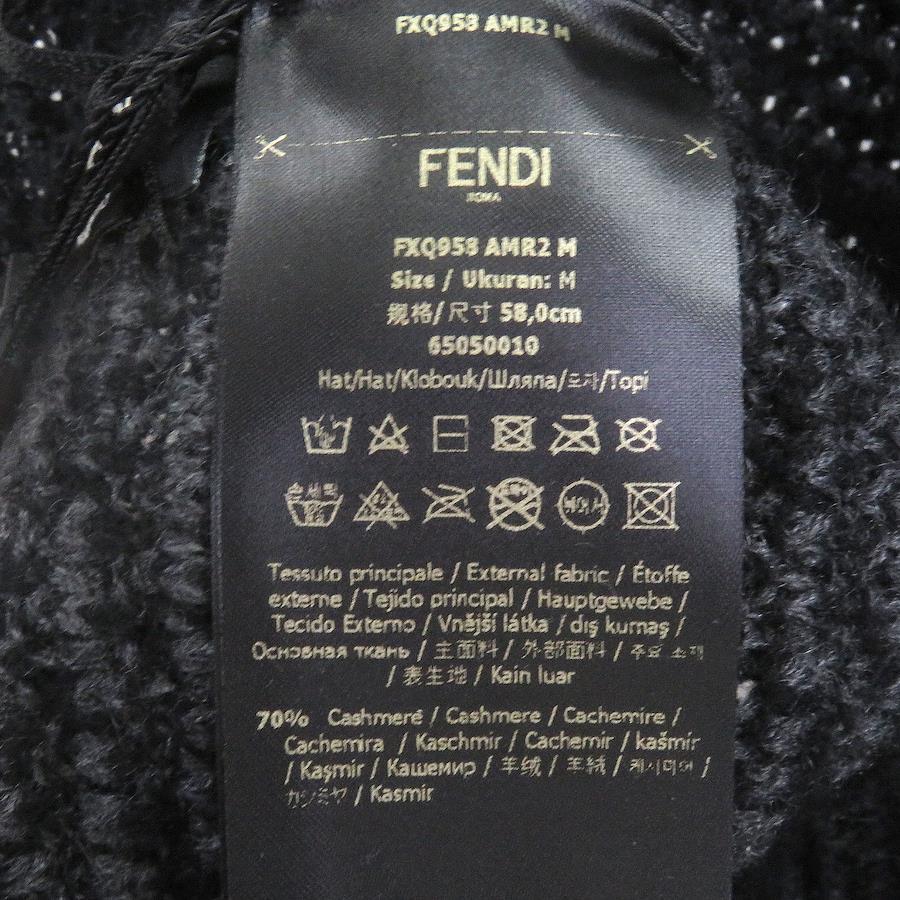 FXQ958 AMR2 M
FENDI
ROMA
FXQ958 AMR2 M
Size / Ukuran: M
规格/尺寸 58,0cm
65050010
Hat/Hat/Klobouk/Шляпа/모자/Topi
손세탁
Tessuto principale / External fabric / Étoffe
externe / Tejido principal / Hauptgewebe /
Tecido Externo / Vnější látka / dış kumaş /
Основная ткань / 主面料 / 外部面料 / 주요 소재
/ 表生地 / Kain luar
70% Cashmere / Cashmere / Cachemire /
Cachemira / Kaschmir / Cachemir / kašmír
/ Kaşmir / Кашемир / 羊绒 / 羊絨 / 캐시미어 /
カシミヤ / Kasmir